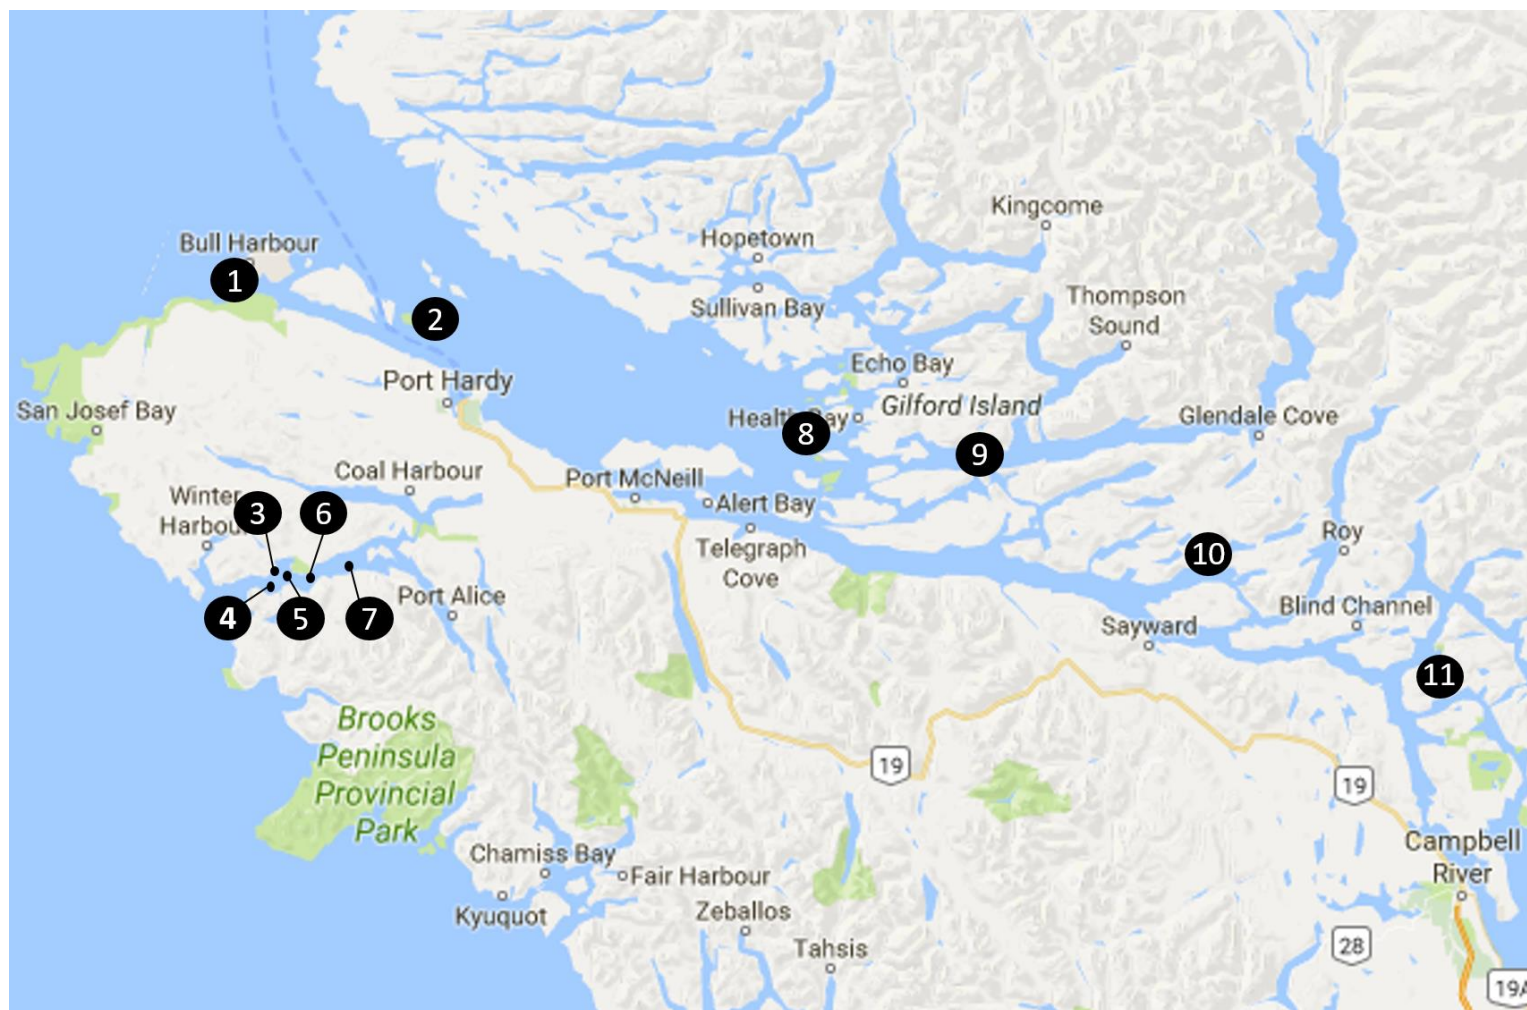 Kingcome
Bull Harbour
Hopetown
1
Thompson
Sound
Sullivan Bay
2
Echo Bay
Port Hardy
San Josef Bay
Gilford Island
Glendale Cove
8
9
Coal Harbour
Port McNeill
Winter
3
6
Alert Bay
Roy
Telegraph
Cove
10
Port Alice
Blind Channel
4
5
7
Sayward
11
Brooks
Peninsula
Provincial
Park
19
19
Campbell
River
Chamiss Bay
Fair Harbour
Kyuquot
Zeballos
Tahsis
28
19A